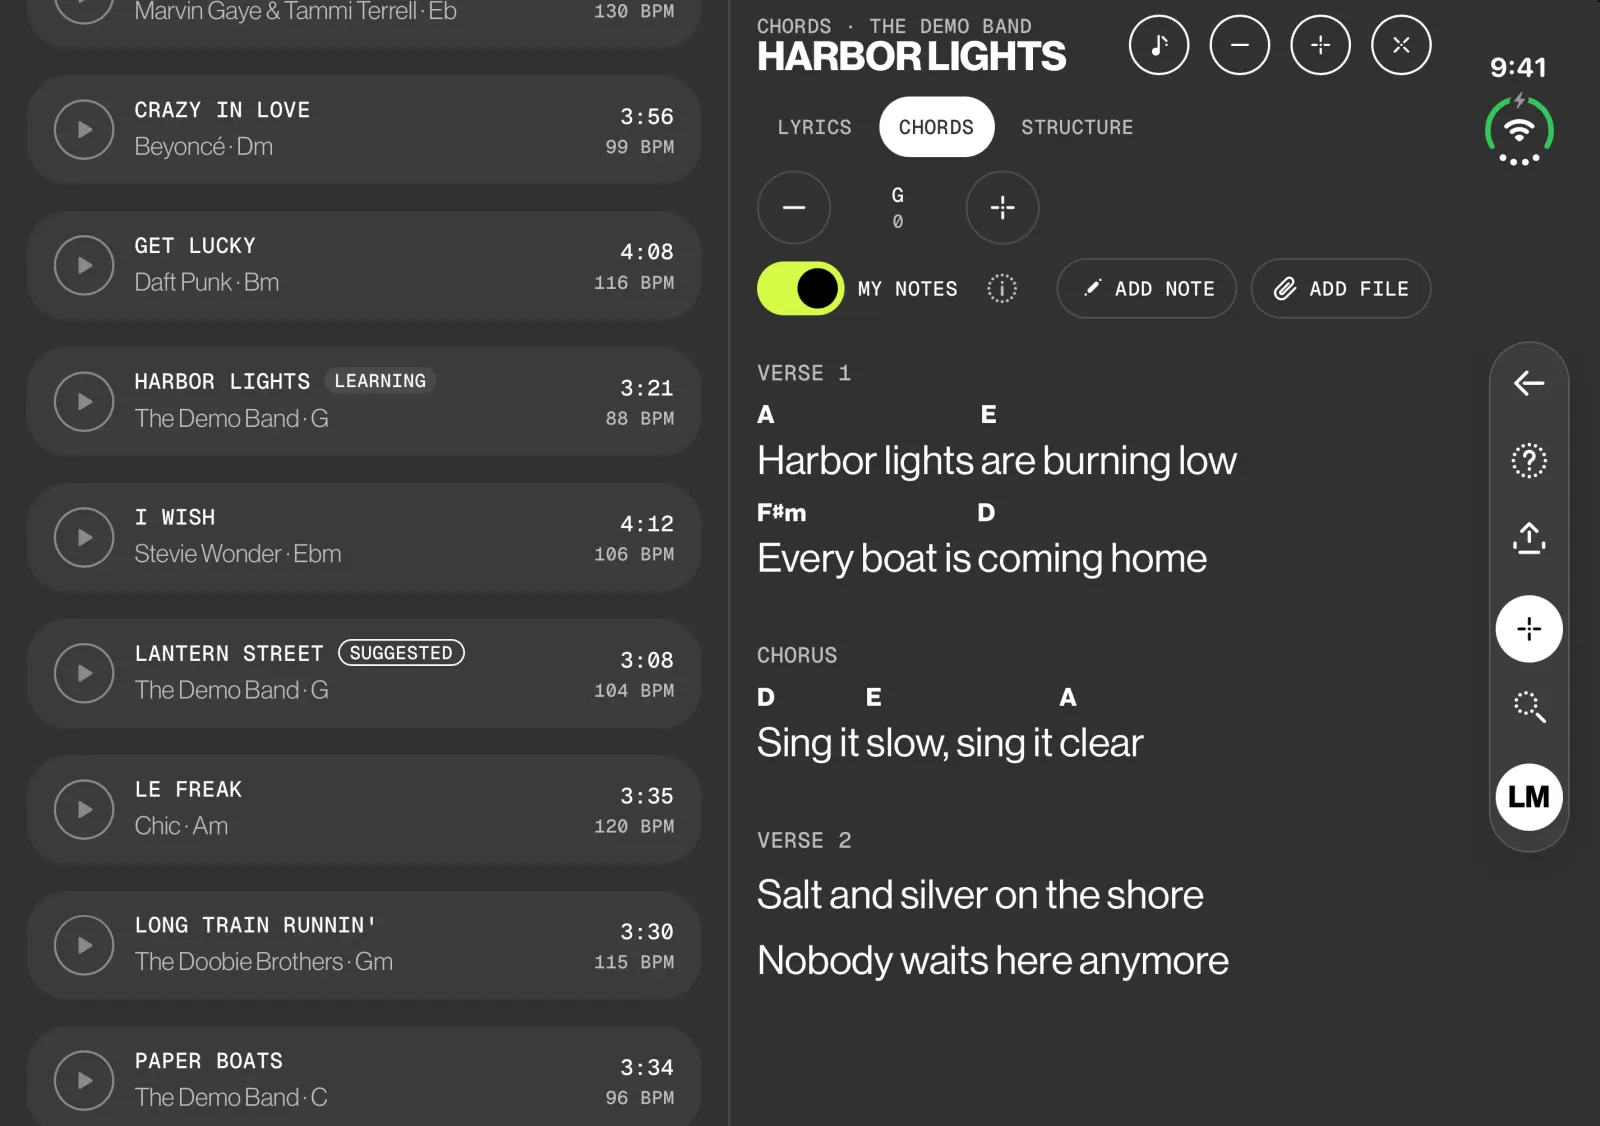 Marvin Gaye & Tammi Terrell · Eb
130 BPM
CRAZY IN LOVE
3:56
Beyoncé · Dm
99 BPM
GET LUCKY
4:08
Daft Punk · Bm
116 BPM
HARBOR LIGHTS LEARNING
3:21
The Demo Band · G
88 BPM
I WISH
4:12
Stevie Wonder · Ebm
106 BPM
LANTERN STREET SUGGESTED
3:08
The Demo Band · G
104 BPM
LE FREAK
3:35
Chic · Am
120 BPM
LONG TRAIN RUNNIN'
3:30
The Doobie Brothers · Gm
115 BPM
PAPER BOATS
3:34
The Demo Band · C
96 BPM
CHORDS · THE DEMO BAND
HARBOR LIGHTS
LYRICS CHORDS STRUCTURE
G
0
MY NOTES ADD NOTE ADD FILE
VERSE 1
A E
Harbor lights are burning low
F#m D
Every boat is coming home
CHORUS
D E A
Sing it slow, sing it clear
VERSE 2
Salt and silver on the shore
Nobody waits here anymore
9:41
LM